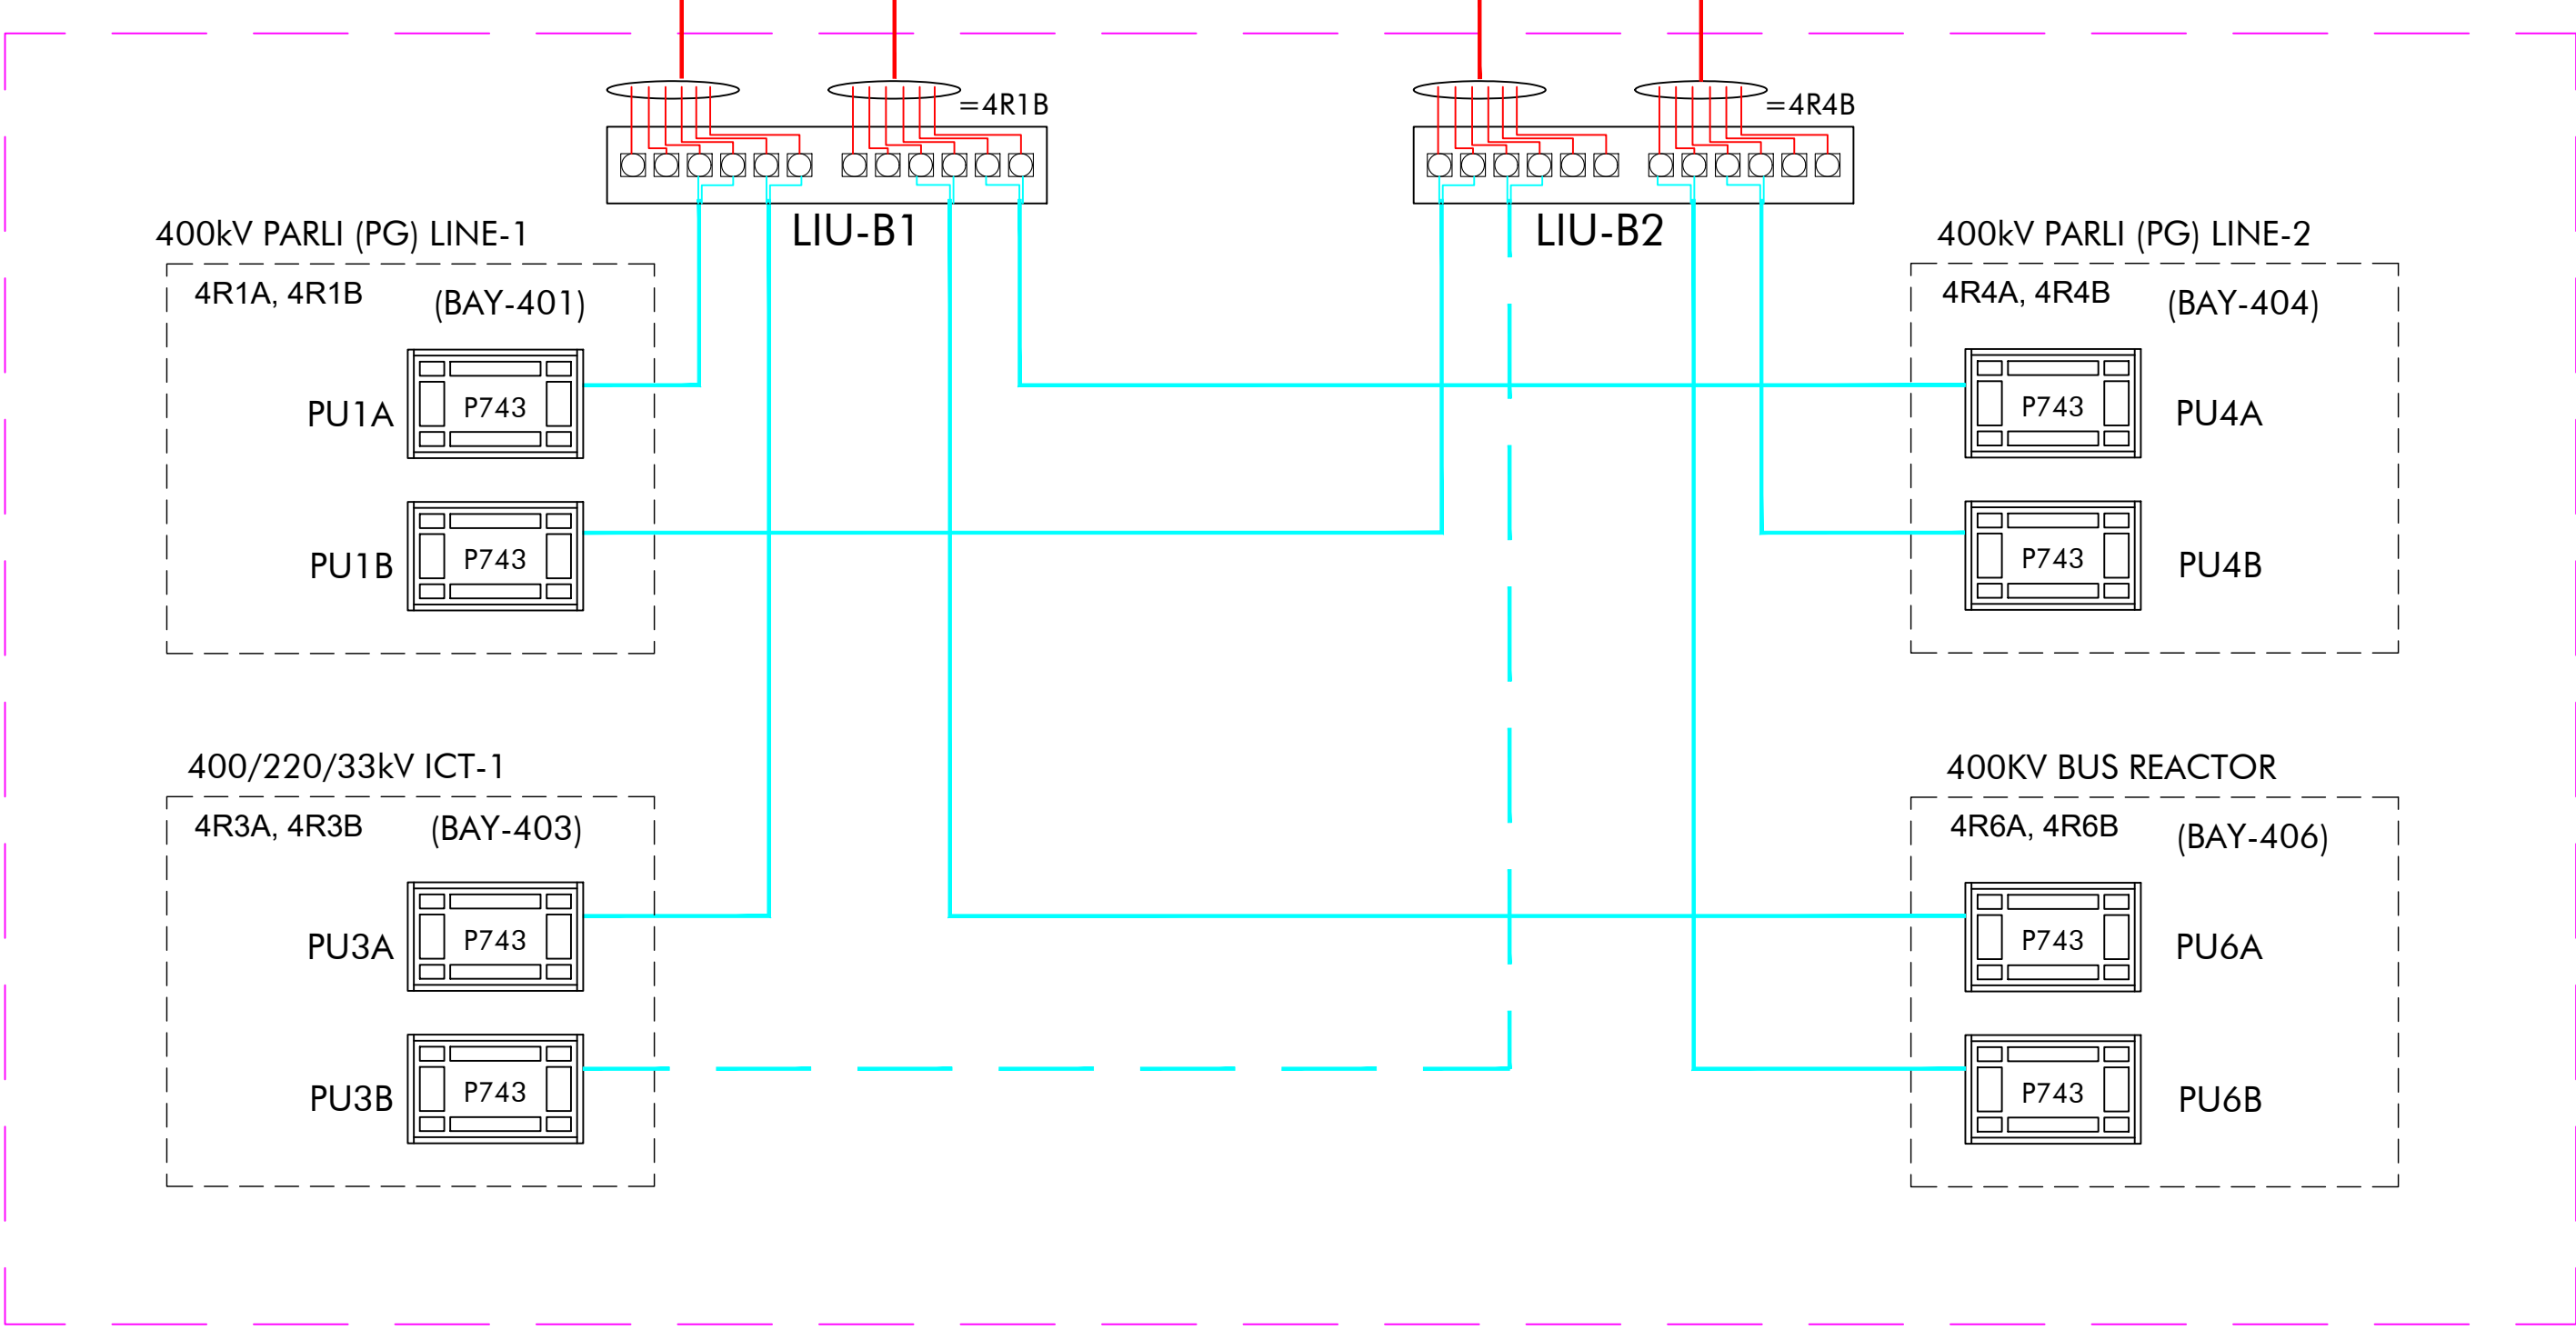 =4R1B
=4R4B
LIU-B1
LIU-B2
400kV PARLI (PG) LINE-1
4R1A, 4R1B
(BAY-401)
PU1A
P743
PU1B
P743
400kV PARLI (PG) LINE-2
4R4A, 4R4B
(BAY-404)
P743
PU4A
P743
PU4B
400/220/33kV ICT-1
4R3A, 4R3B
(BAY-403)
PU3A
P743
PU3B
P743
400KV BUS REACTOR
4R6A, 4R6B
(BAY-406)
P743
PU6A
P743
PU6B